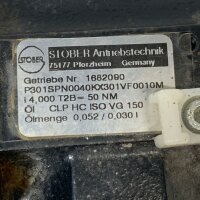 STOBER
STÖBER Antriebstechnik
75177 Pforzheim Germany
Getriebe Nr. 1682090
P301SPN0040KX301VF0010M
i 4,000 T2B= 50 NM
Öl CLP HC ISO VG 150
Ölmenge 0,052 / 0,030 l